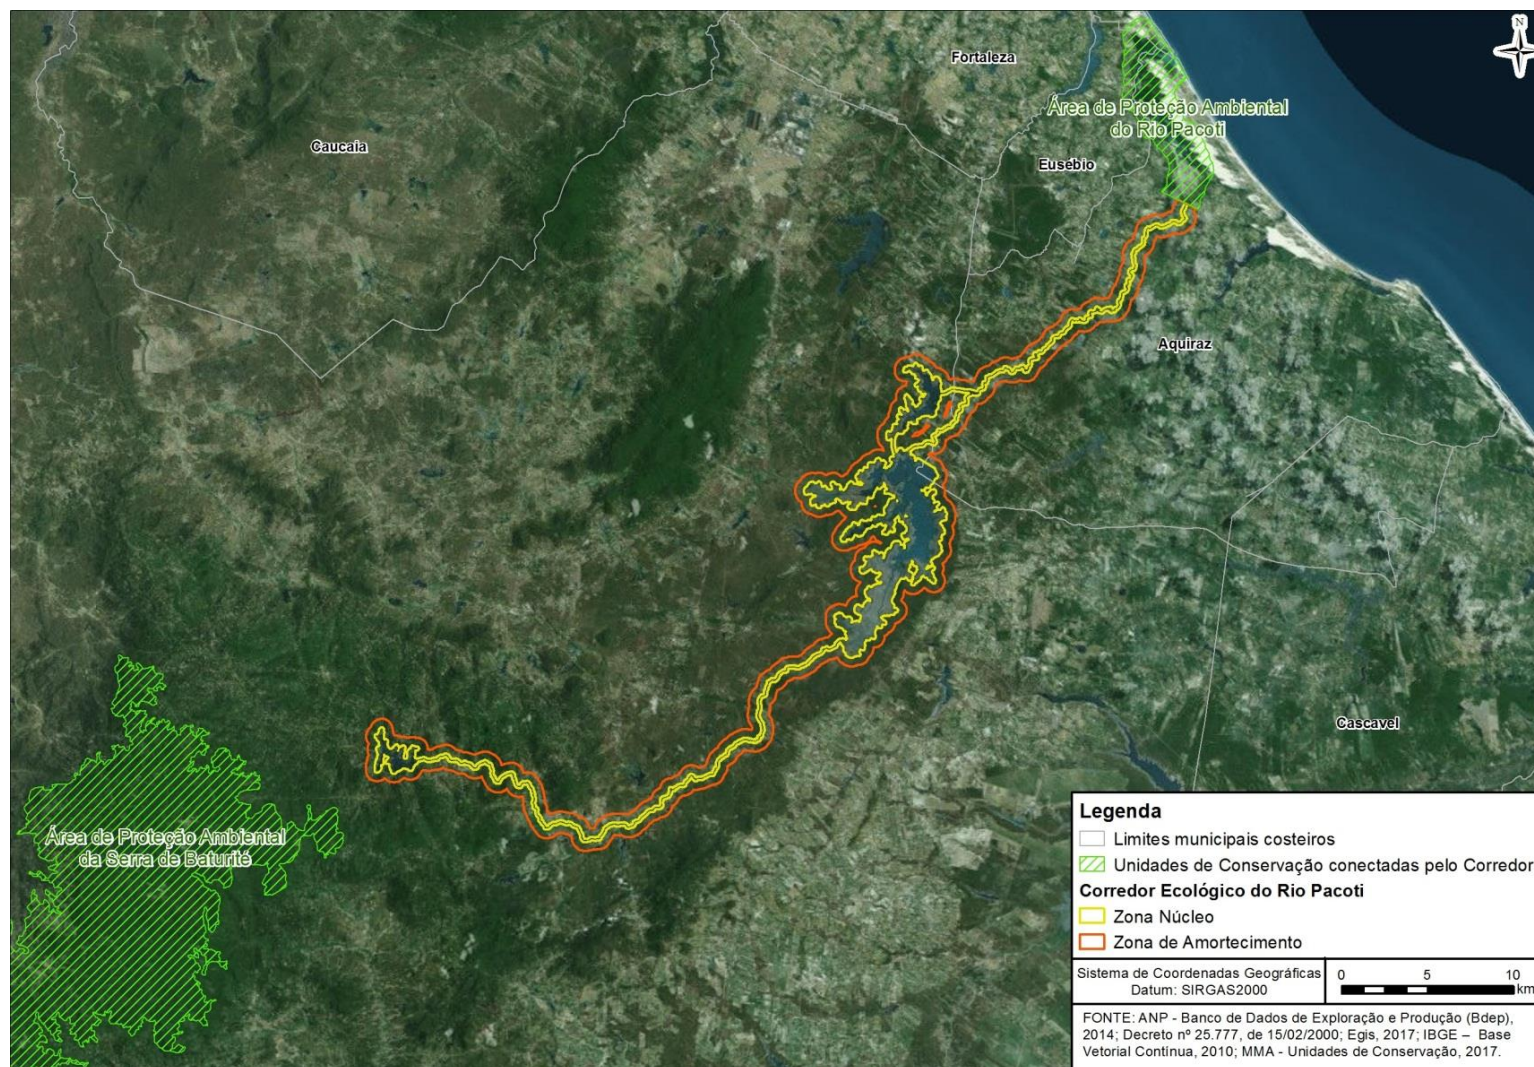 N
Fortaleza
Área de Proteção Ambiental
do Rio Pacoti
Caucaia
Eusebio
Aquiraz
Cascavel
Área de Proteção Ambiental
da Serra de Baturité
Legenda
Limites municipais costeiros
Unidades de Conservação conectadas pelo Corredor
Corredor Ecológico do Rio Pacoti
Zona Núcleo
Zona de Amortecimento
Sistema de Coordenadas Geográficas
Datum: SIRGAS2000
0 5 10
km
FONTE: ANP - Banco de Dados de Exploração e Produção (Bdep),
2014; Decreto nº 25.777, de 15/02/2000; Egis, 2017; IBGE – Base
Vetorial Contínua, 2010; MMA - Unidades de Conservação, 2017.